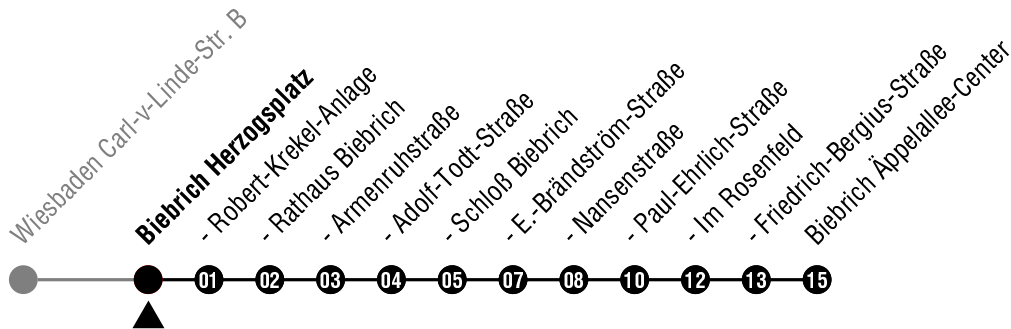 Wiesbaden Carl-v-Linde-Str. B
Biebrich Herzogsplatz
- Robert-Krekel-Anlage
- Rathaus Biebrich
- Armenruhstraße
- Adolf-Todt-Straße
- Schloß Biebrich
- E.-Brändström-Straße
- Nansenstraße
- Paul-Ehrlich-Straße
- Im Rosenfeld
- Friedrich-Bergius-Straße
Biebrich Äppelallee-Center
01 02 03 04 05 07 08 10 12 13 15